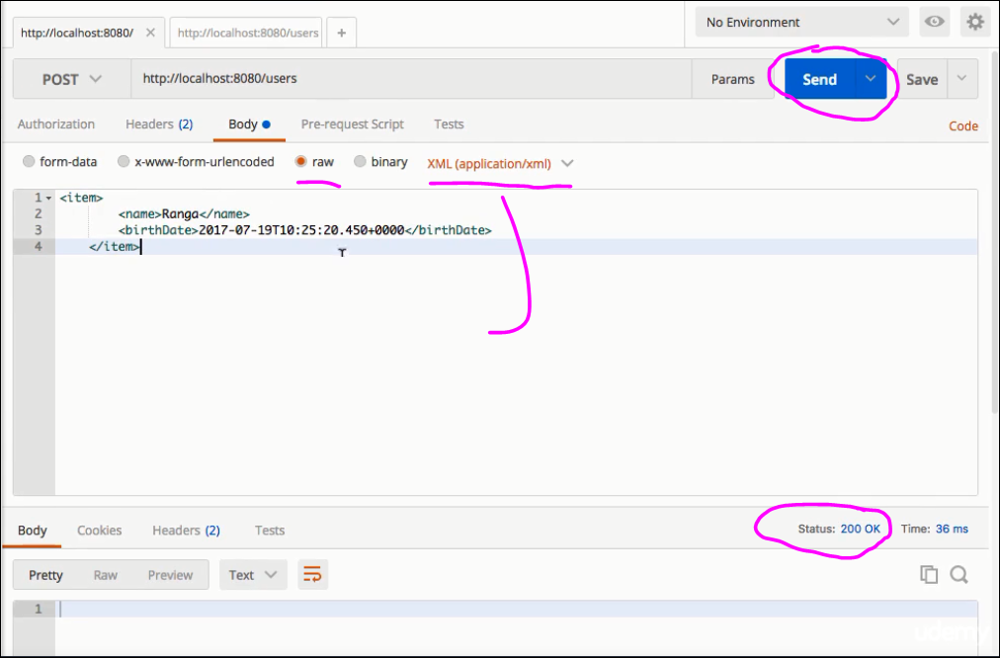 http://localhost:8080/ http://localhost:8080/users + No Environment
POST http://localhost:8080/users Params Send Save
Authorization Headers (2) Body Pre-request Script Tests Code
form-data x-www-form-urlencoded raw binary XML (application/xml)
1 <item>
2 <name>Ranga</name>
3 <birthDate>2017-07-19T10:25:20.450+0000</birthDate>
4 </item>
Body Cookies Headers (2) Tests Status: 200 OK Time: 36 ms
Pretty Raw Preview Text
1
udemy